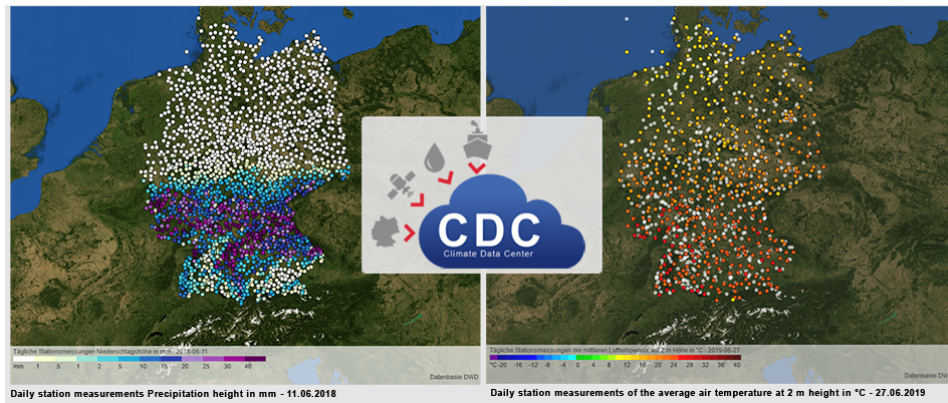 CDC
Climate Data Center
Tägliche Stationsmessungen Niederschlagshöhe in mm - 2018-06-11
mm .1 .5 1 2 5 10 15 20 25 30 40
Datenbasis DWD
Daily station measurements Precipitation height in mm - 11.06.2018
Tägliche Stationsmessungen der mittleren Lufttemperatur auf 2 m Höhe in °C - 2019-06-27
°C -20 -16 -12 -8 -4 0 4 8 12 16 20 24 28 32 36 40
Datenbasis DW
Daily station measurements of the average air temperature at 2 m height in °C - 27.06.2019